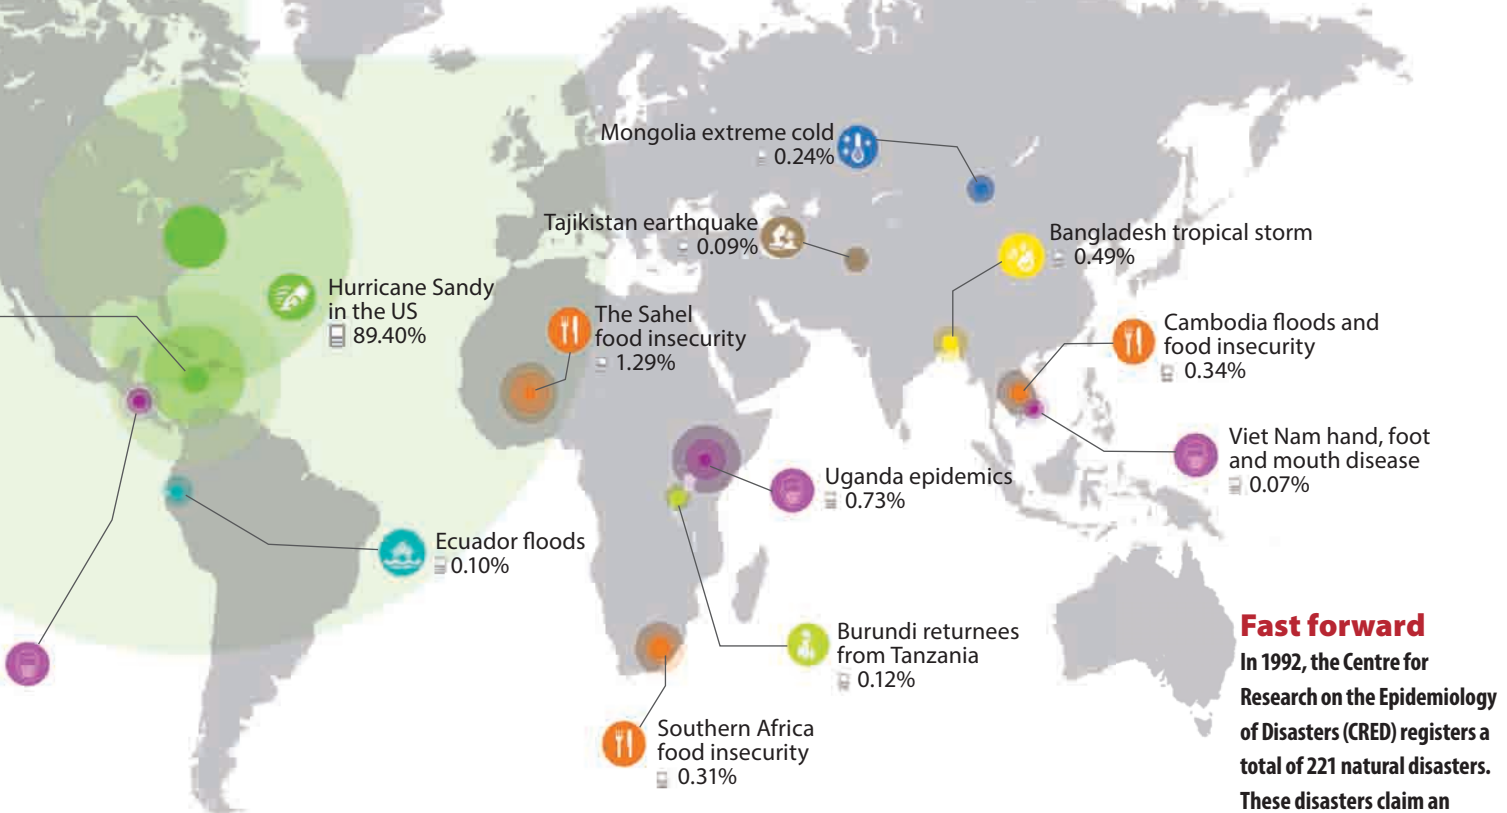 Mongolia extreme cold
0.24%
Tajikistan earthquake
0.09%
Bangladesh tropical storm
0.49%
Hurricane Sandy
in the US
89.40%
The Sahel
food insecurity
1.29%
Cambodia floods and
food insecurity
0.34%
Viet Nam hand, foot
and mouth disease
0.07%
Uganda epidemics
0.73%
Ecuador floods
0.10%
Burundi returnees
from Tanzania
0.12%
Southern Africa
food insecurity
0.31%
Fast forward
In 1992, the Centre for
Research on the Epidemiology
of Disasters (CRED) registers a
total of 221 natural disasters.
These disasters claim an